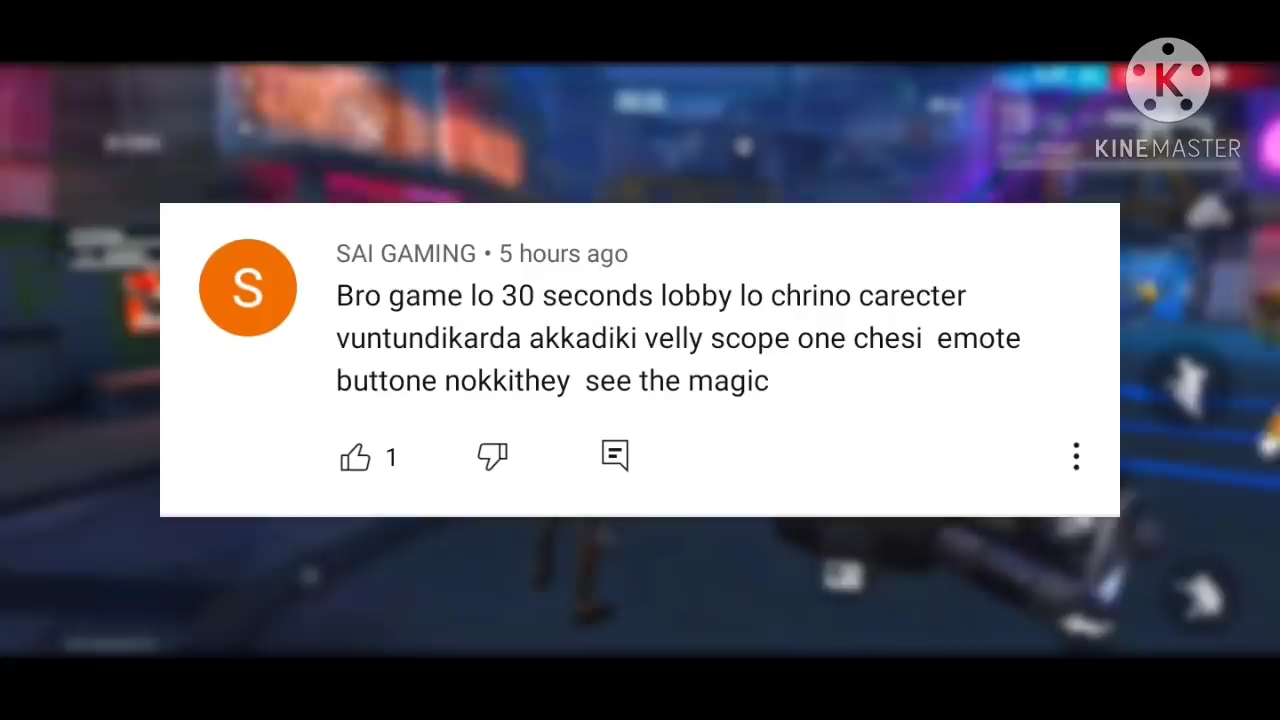 KINEMASTER
S
SAI GAMING • 5 hours ago
Bro game lo 30 seconds lobby lo chrino carecter
vuntundikarda akkadiki velly scope one chesi  emote
buttone nokkithey  see the magic
1